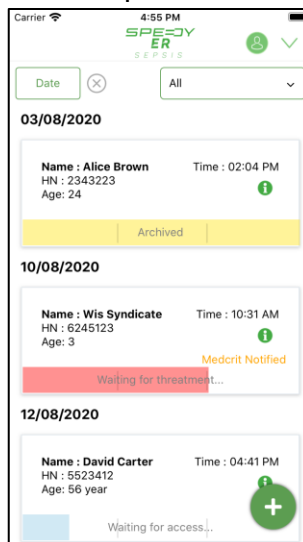 Carrier 4:55 PM
SPEEDY
ER
SEPSIS
Date All
03/08/2020
Name : Alice Brown Time : 02:04 PM
HN : 2343223
Age: 24
Archived
10/08/2020
Name : Wis Syndicate Time : 10:31 AM
HN : 6245123
Age: 3
Medcrit Notified
Waiting for threatment...
12/08/2020
Name : David Carter Time : 04:41 PM
HN : 5523412
Age: 56 year
Waiting for access...